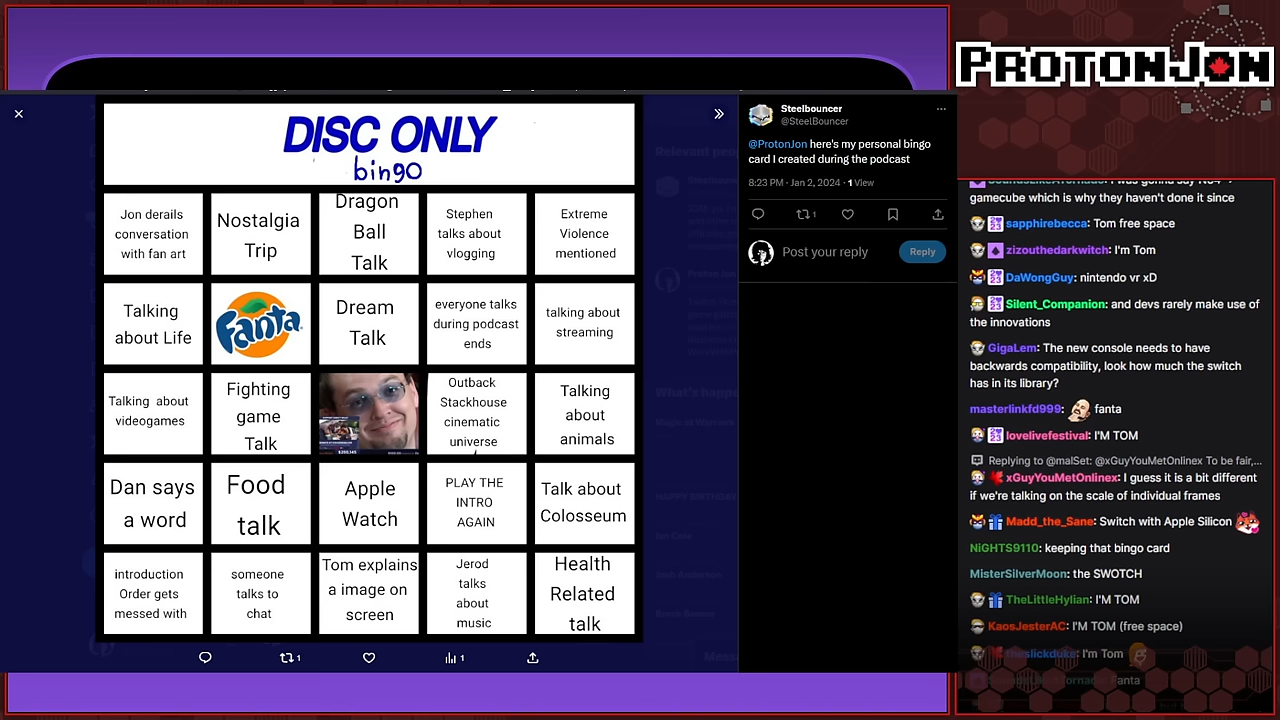 PROTONJON
DISC ONLY
bingo
Jon derails
conversation
with fan art
Nostalgia
Trip
Dragon
Ball
Talk
Stephen
talks about
vlogging
Extreme
Violence
mentioned
Talking
about Life
Fanta
Dream
Talk
everyone talks
during podcast
ends
talking about
streaming
Talking about
videogames
Fighting
game
Talk
Outback
Stackhouse
cinematic
universe
Talking
about
animals
Dan says
a word
Food
talk
Apple
Watch
PLAY THE
INTRO
AGAIN
Talk about
Colosseum
introduction
Order gets
messed with
someone
talks to
chat
Tom explains
a image on
screen
Jerod
talks
about
music
Health
Related
talk
1
1
Steelbouncer
@SteelBouncer
@ProtonJon here's my personal bingo
card I created during the podcast
8:23 PM · Jan 2, 2024 · 1 View
1
Post your reply
Reply
gamecube which is why they haven't done it since
sapphirebecca: Tom free space
zizouthedarkwitch: I'm Tom
DaWongGuy: nintendo vr xD
Silent_Companion: and devs rarely make use of
the innovations
GigaLem: The new console needs to have
backwards compatibility, look how much the switch
has in its library?
masterlinkfd999: fanta
lovelivefestival: I'M TOM
Replying to @malSet: @xGuyYouMetOnlinex To be fair,...
xGuyYouMetOnlinex: I guess it is a bit different
if we're talking on the scale of individual frames
Madd_the_Sane: Switch with Apple Silicon
NiGHTS9110: keeping that bingo card
MisterSilverMoon: the SWOTCH
TheLittleHylian: I'M TOM
KaosJesterAC: I'M TOM (free space)
theslickduke: I'm Tom
Fanta